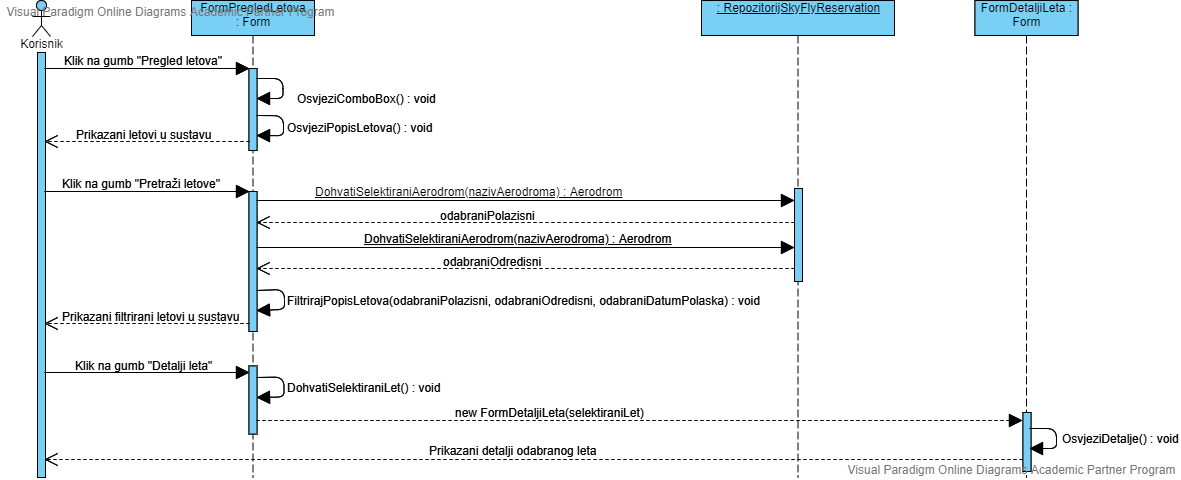 Visual Paradigm Online Diagrams Academic Partner Program
FormPregledLetova
: Form
: RepozitorijSkyFlyReservation
FormDetaljiLeta :
Form
Korisnik
Klik na gumb "Pregled letova"
OsvjeziComboBox() : void
OsvjeziPopisLetova() : void
Prikazani letovi u sustavu
Klik na gumb "Pretraži letove"
DohvatiSelektiraniAerodrom(nazivAerodroma) : Aerodrom
odabraniPolazisni
DohvatiSelektiraniAerodrom(nazivAerodroma) : Aerodrom
odabraniOdredisni
FiltrirajPopisLetova(odabraniPolazisni, odabraniOdredisni, odabraniDatumPolaska) : void
Prikazani filtrirani letovi u sustavu
Klik na gumb "Detalji leta"
DohvatiSelektiraniLet() : void
new FormDetaljiLeta(selektiraniLet)
OsvjeziDetalje() : void
Prikazani detalji odabranog leta
Visual Paradigm Online Diagrams Academic Partner Program